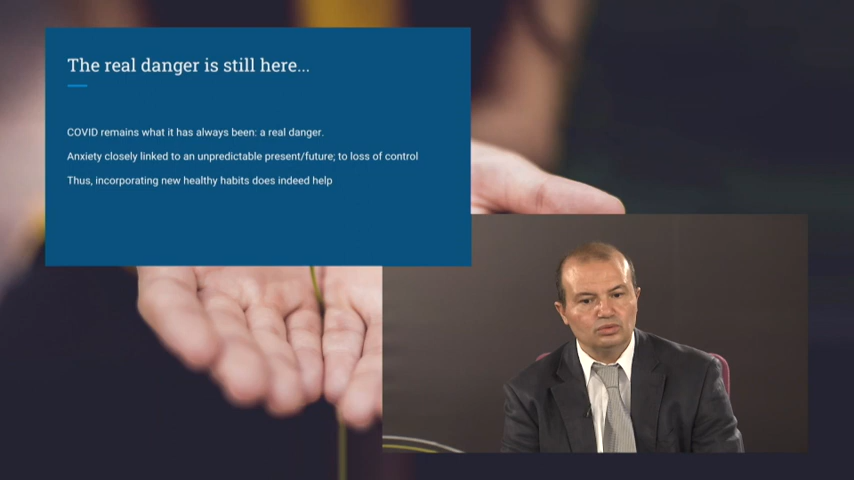 The real danger is still here...
COVID remains what it has always been: a real danger.
Anxiety closely linked to an unpredictable present/future; to loss of control
Thus, incorporating new healthy habits does indeed help